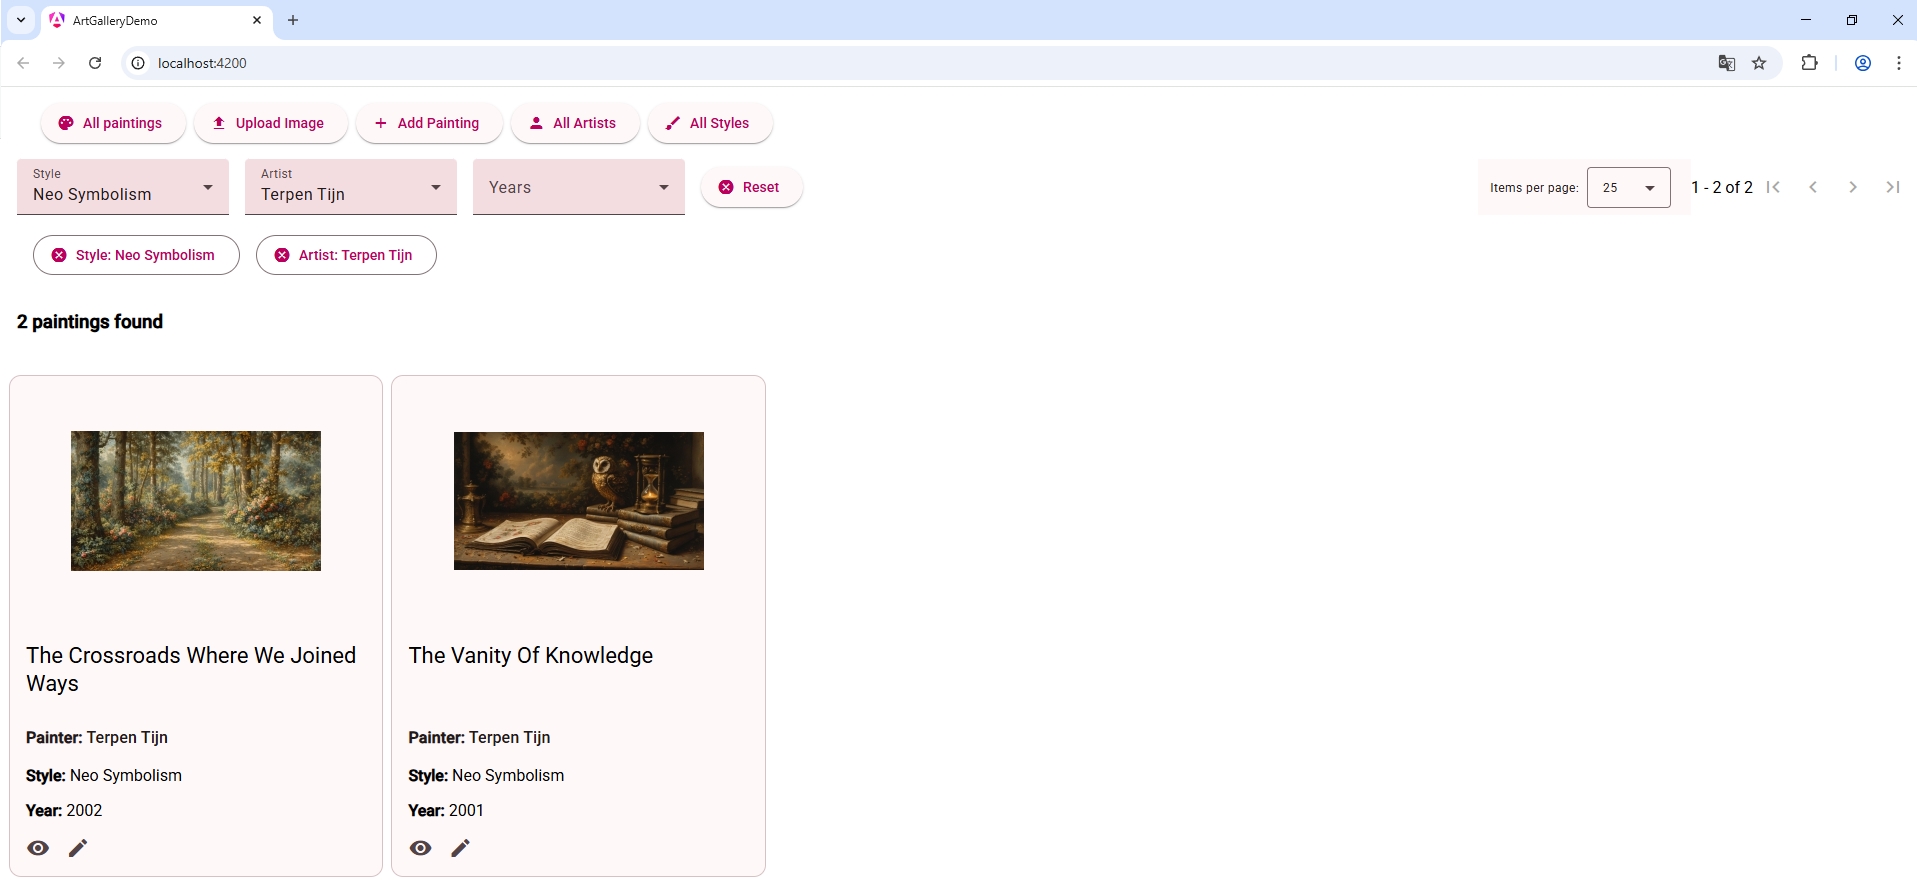 ArtGalleryDemo
localhost:4200
All paintings
Upload Image
Add Painting
All Artists
All Styles
Style
Neo Symbolism
Artist
Terpen Tijn
Years
Reset
Items per page:
25
1 - 2 of 2
Style: Neo Symbolism
Artist: Terpen Tijn
2 paintings found
The Crossroads Where We Joined
Ways
Painter: Terpen Tijn
Style: Neo Symbolism
Year: 2002
The Vanity Of Knowledge
Painter: Terpen Tijn
Style: Neo Symbolism
Year: 2001